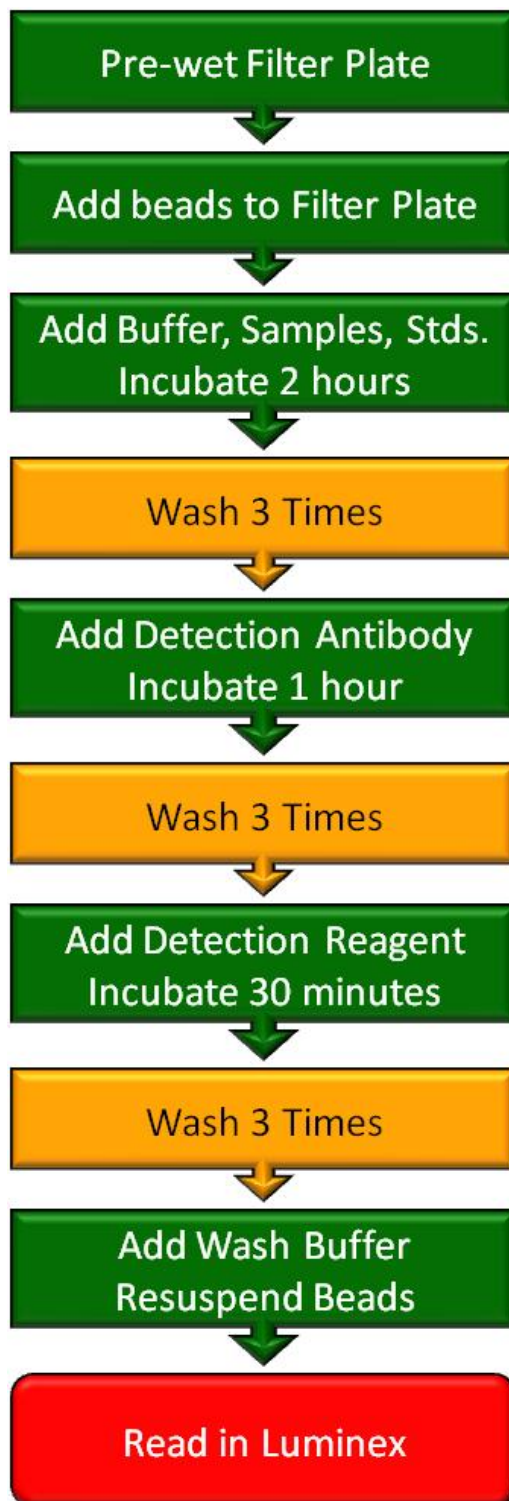 Pre-wet Filter Plate
Add beads to Filter Plate
Add Buffer, Samples, Stds.
Incubate 2 hours
Wash 3 Times
Add Detection Antibody
Incubate 1 hour
Wash 3 Times
Add Detection Reagent
Incubate 30 minutes
Wash 3 Times
Add Wash Buffer
Resuspend Beads
Read in Luminex